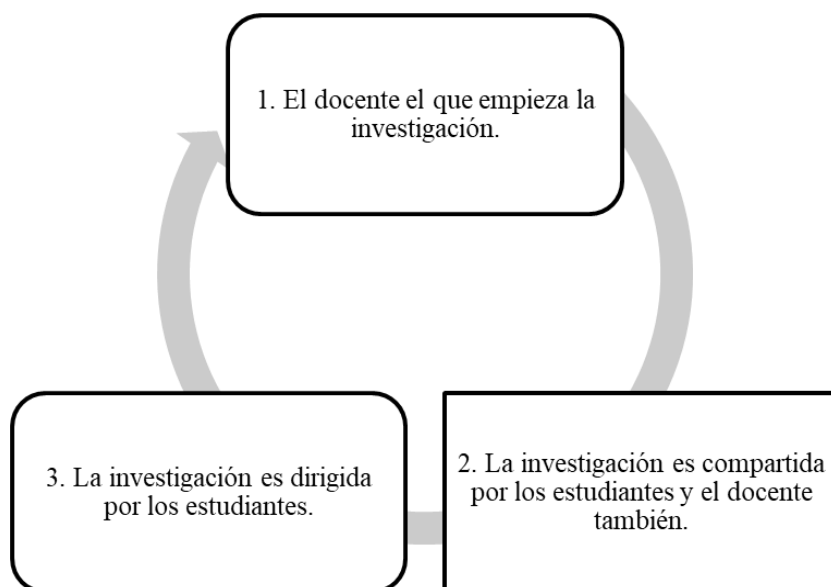 1. El docente el que empieza la
investigación.
2. La investigación es compartida
por los estudiantes y el docente
también.
3. La investigación es dirigida
por los estudiantes.